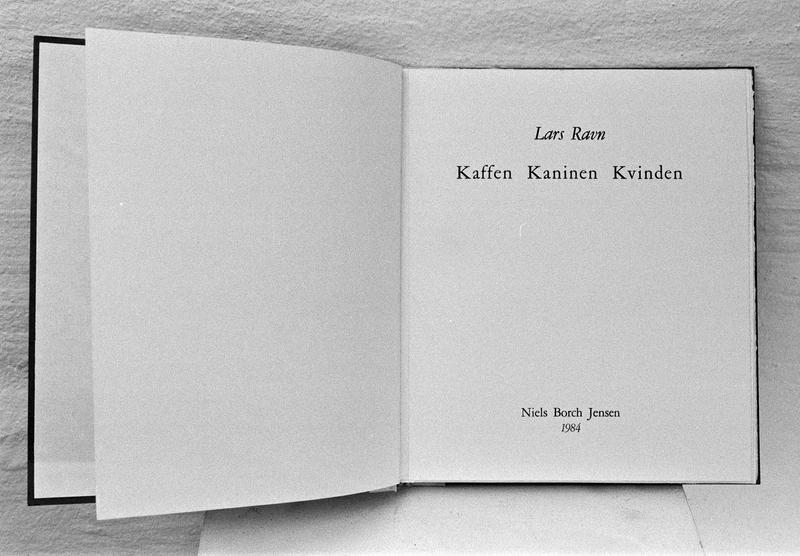 Lars Ravn
Kaffen Kaninen Kvinden
Niels Borch Jensen
1984